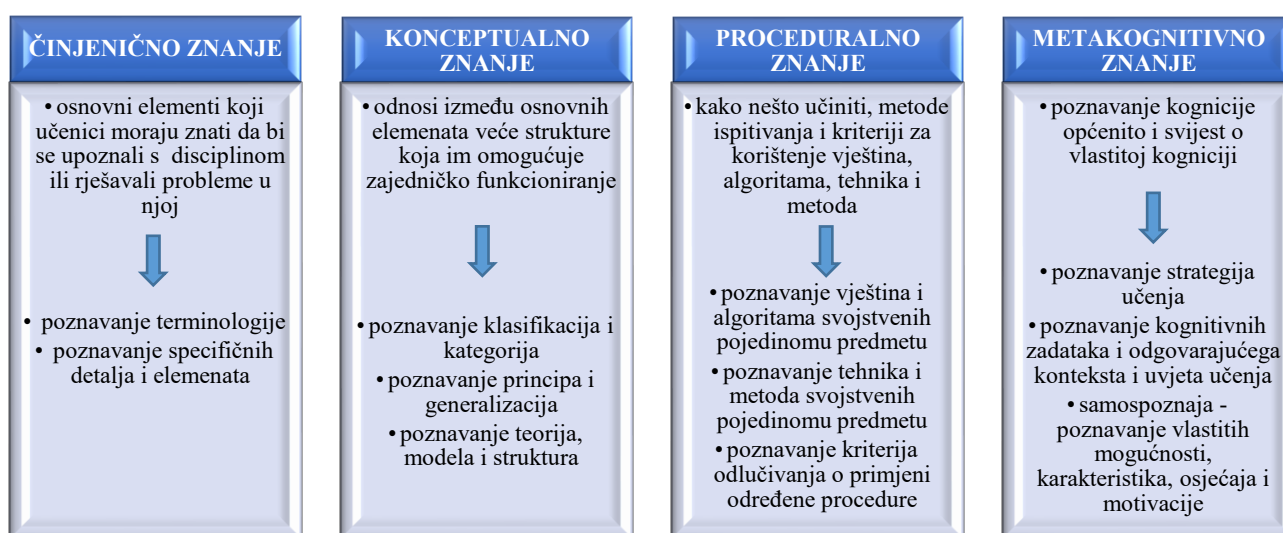 ČINJENIČNO ZNANJE
• osnovni elementi koji
učenici moraju znati da bi
se upoznali s disciplinom
ili rješavali probleme u
njoj
• poznavanje terminologije
• poznavanje specifičnih
detalja i elemenata
KONCEPTUALNO
ZNANJE
• odnosi između osnovnih
elemenata veće strukture
koja im omogućuje
zajedničko funkcioniranje
• poznavanje klasifikacija i
kategorija
• poznavanje principa i
generalizacija
• poznavanje teorija,
modela i struktura
PROCEDURALNO
ZNANJE
• kako nešto učiniti, metode
ispitivanja i kriteriji za
korištenje vještina,
algoritama, tehnika i
metoda
• poznavanje vještina i
algoritama svojstvenih
pojedinomu predmetu
• poznavanje tehnika i
metoda svojstvenih
pojedinomu predmetu
• poznavanje kriterija
odlučivanja o primjeni
određene procedure
METAKOGNITIVNO
ZNANJE
• poznavanje kognicije
općenito i svijest o
vlastitoj kogniciji
• poznavanje strategija
učenja
• poznavanje kognitivnih
zadataka i odgovarajućega
konteksta i uvjeta učenja
• samospoznaja -
poznavanje vlastitih
mogućnosti,
karakteristika, osjećaja i
motivacije